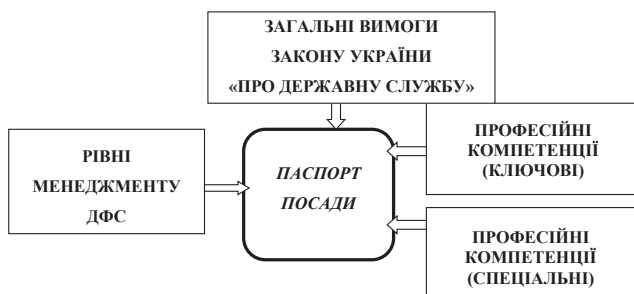 ЗАГАЛЬНІ ВИМОГИ
ЗАКОНУ УКРАЇНИ
«ПРО ДЕРЖАВНУ СЛУЖБУ»
РІВНІ
МЕНЕДЖМЕНТУ
ДФС
ПАСПОРТ
ПОСАДИ
ПРОФЕСІЙНІ
КОМПЕТЕНЦІЇ
(КЛЮЧОВІ)
ПРОФЕСІЙНІ
КОМПЕТЕНЦІЇ
(СПЕЦІАЛЬНІ)